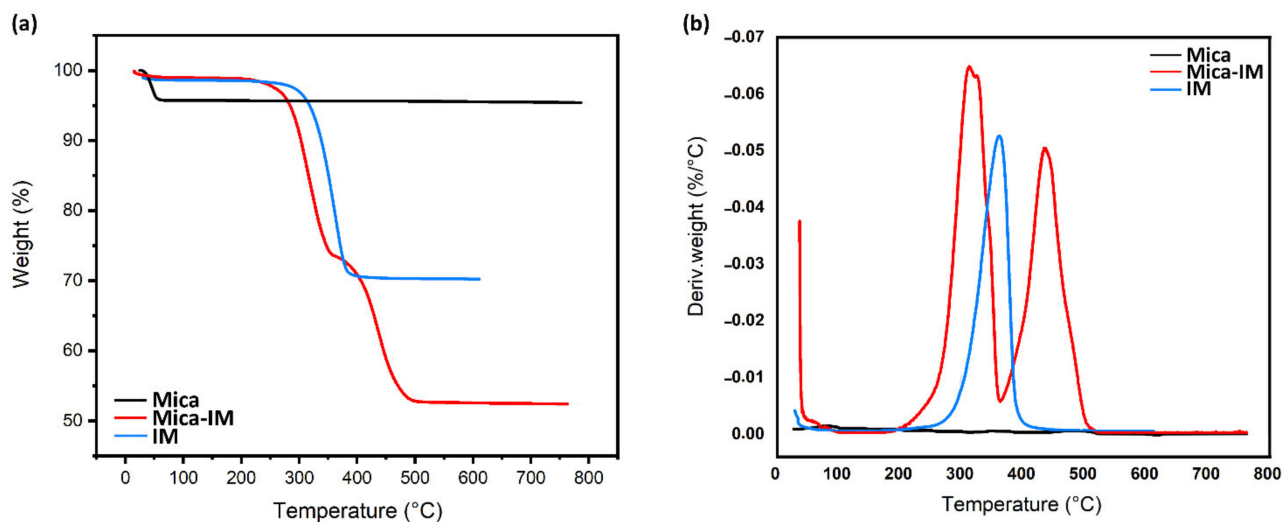 (a)
100
90
80
70
60
50
Weight (%)
Mica
Mica-IM
IM
0 100 200 300 400 500 600 700 800
Temperature (°C)
(b)
−0.07
−0.06
−0.05
−0.04
−0.03
−0.02
−0.01
0.00
Deriv.weight (%/°C)
Mica
Mica-IM
IM
0 100 200 300 400 500 600 700 800
Temperature (°C)